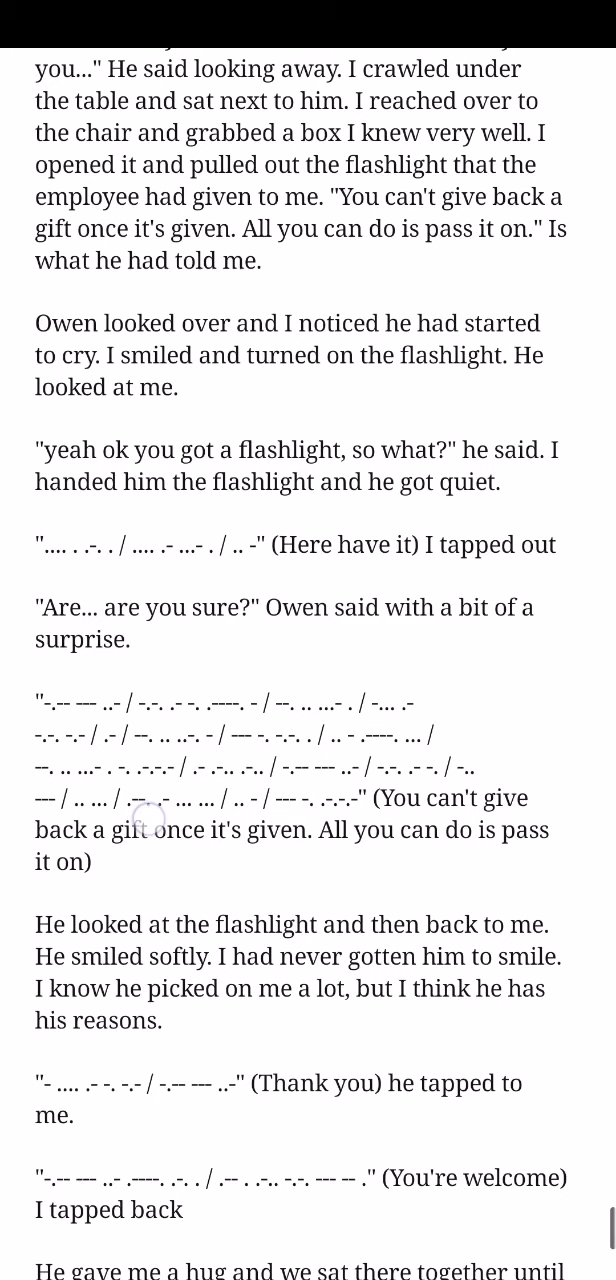 you..." He said looking away. I crawled under
the table and sat next to him. I reached over to
the chair and grabbed a box I knew very well. I
opened it and pulled out the flashlight that the
employee had given to me. "You can't give back a
gift once it's given. All you can do is pass it on." Is
what he had told me.
Owen looked over and I noticed he had started
to cry. I smiled and turned on the flashlight. He
looked at me.
"yeah ok you got a flashlight, so what?" he said. I
handed him the flashlight and he got quiet.
".... . .-. . / .... .- ...- . / .. -" (Here have it) I tapped out
"Are... are you sure?" Owen said with a bit of a
surprise.
"-.-- --- ..- / -.-. .- -. .----. - / --. .. ...- . / -... .-
-.-. -.- / .- / --. .. ..-. - / --- -. -.-. . / .. - .----. ... /
--. .. ...- . -. .-.-.- / .- .-.. .-.. / -.-- --- ..- / -.-. .- -. / -..
--- / .. ... / .--. .- ... ... / .. - / --- -. .-.-.-" (You can't give
back a gift once it's given. All you can do is pass
it on)
He looked at the flashlight and then back to me.
He smiled softly. I had never gotten him to smile.
I know he picked on me a lot, but I think he has
his reasons.
"- .... .- -. -.- / -.-- --- ..-" (Thank you) he tapped to
me.
"-.-- --- ..- .----. .-. . / .-- . .-.. -.-. --- -- ." (You're welcome)
I tapped back
He gave me a hug and we sat there together until